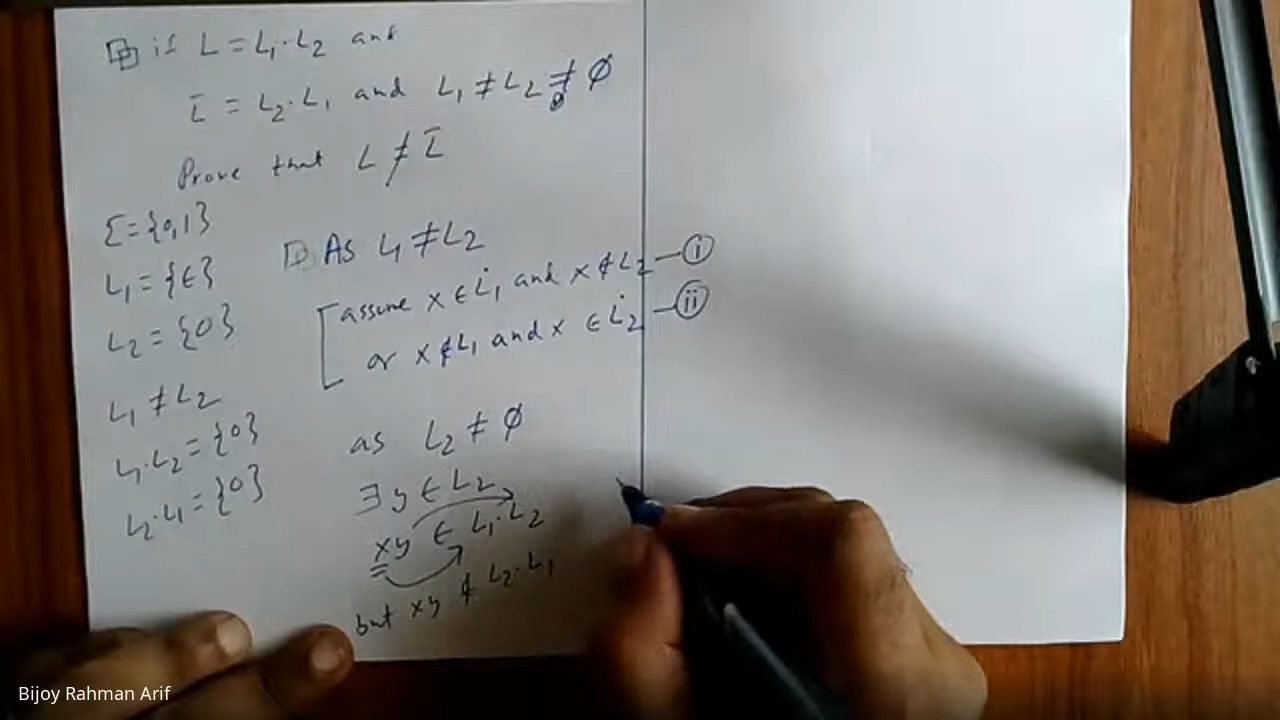 if L = L₁·L₂ and
L̅ = L₂·L₁ and L₁ ≠ L₂ ≠ ∅
Prove that L ≠ L̅
Σ = {0,1}
L₁ = {ϵ}
L₂ = {0}
L₁ ≠ L₂
L₁·L₂ = {0}
L₂·L₁ = {0}
As L₁ ≠ L₂
assume x ∈ L₁ and x ∉ L₂ — (i)
or x ∉ L₁ and x ∈ L₂ — (ii)
as L₂ ≠ ∅
∃ y ∈ L₂
xy ∈ L₁·L₂
but xy ∉ L₂·L₁
Bijoy Rahman Arif